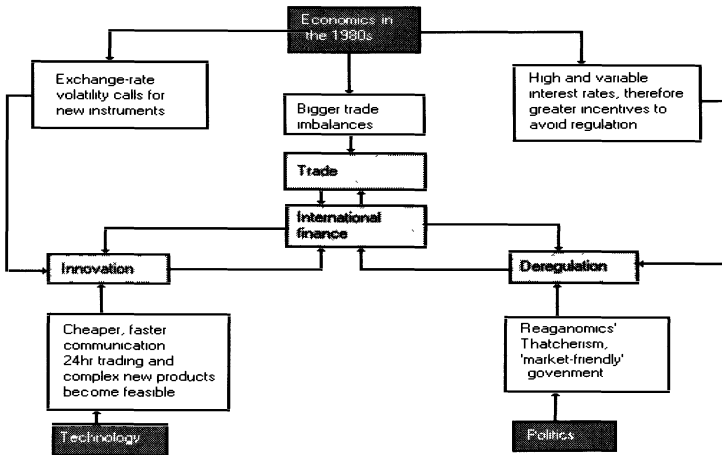 Economics in
the 1980s
Exchange-rate
volatility calls for
new instruments
Bigger trade
imbalances
High and variable
interest rates, therefore
greater incentives to
avoid regulation
Trade
International
finance
Innovation
Deregulation
Cheaper, faster
communication
24hr trading and
complex new products
become feasible
Reaganomics'
Thatcherism,
'market-friendly'
govenment
Technology
Politics